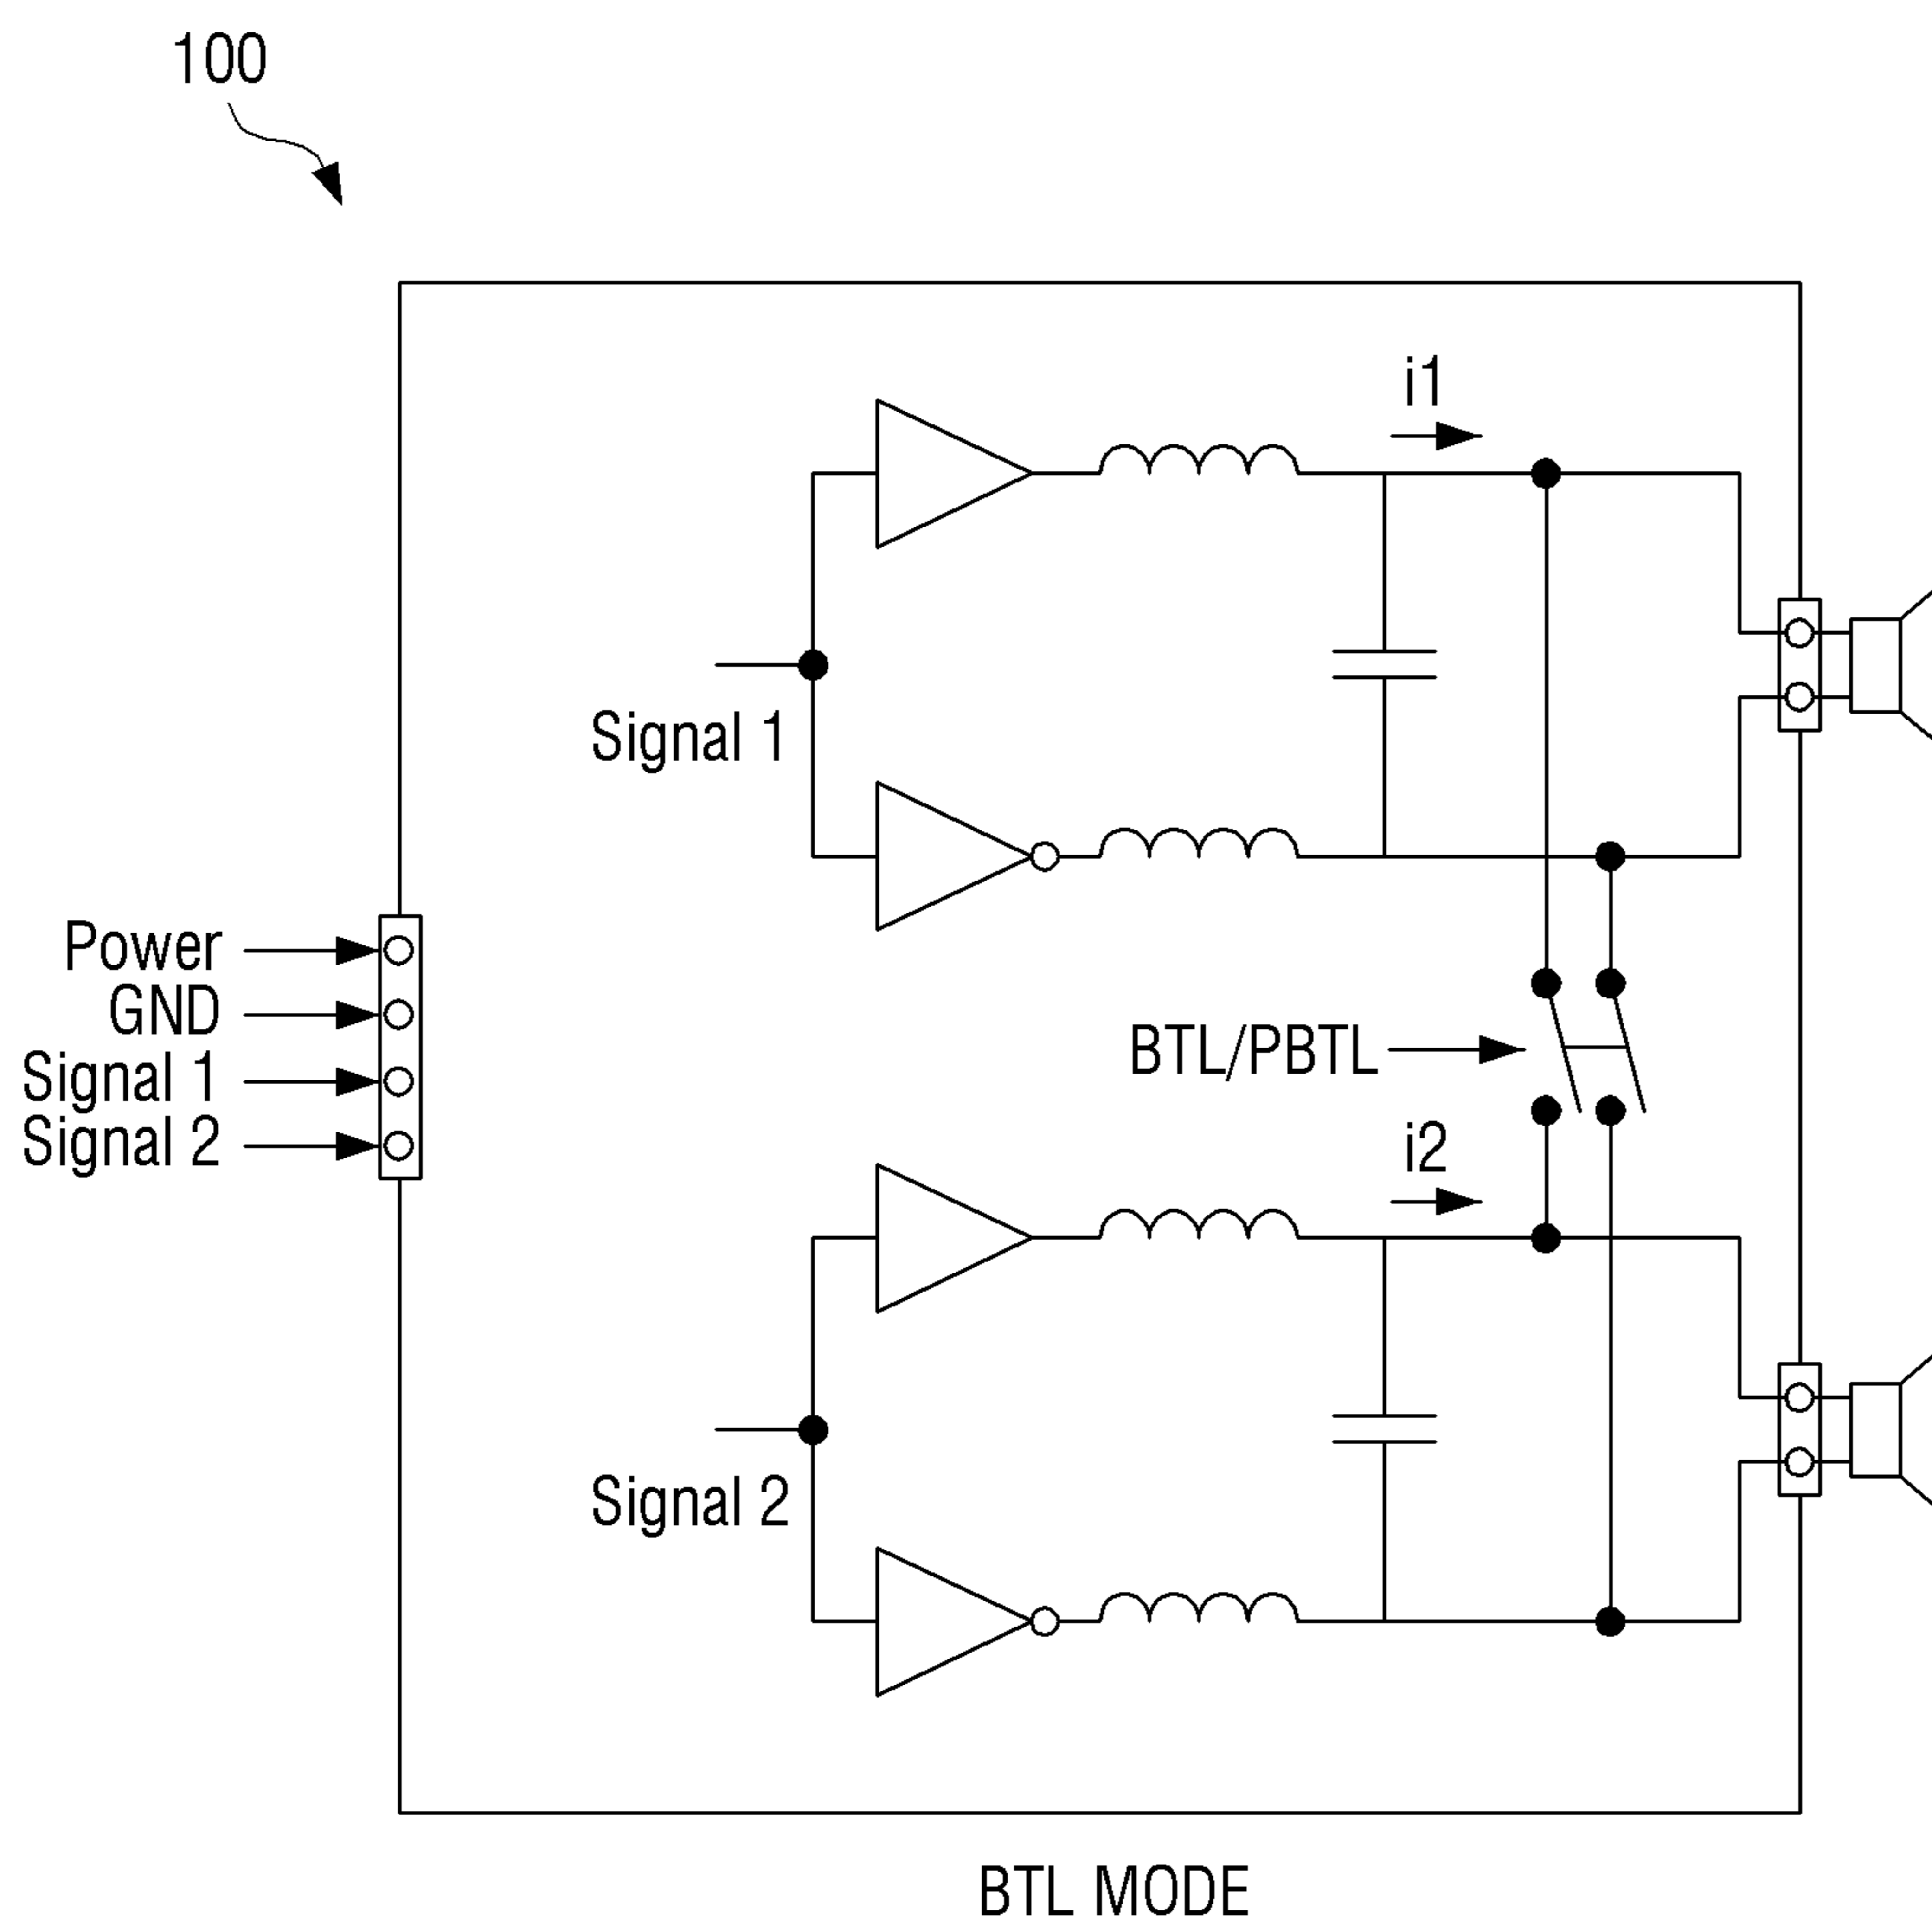 100
i1
Signal 1
Power
GND
Signal 1
Signal 2
BTL/PBTL
i2
Signal 2
BTL MODE